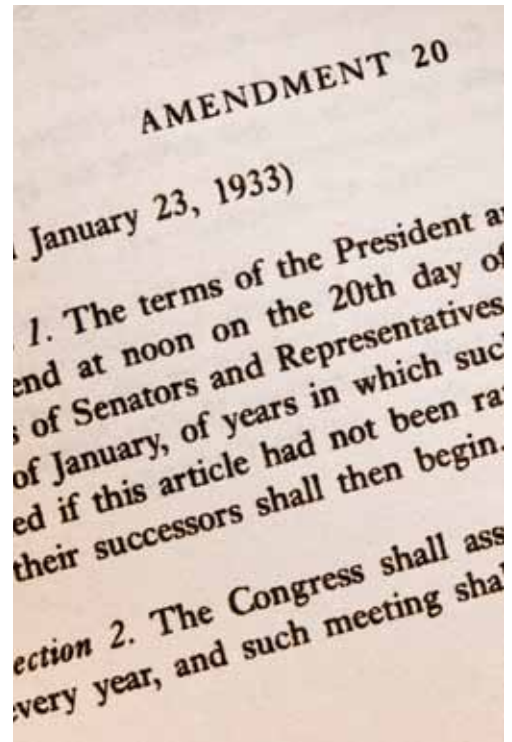 AMENDMENT 20
January 23, 1933)
1. The terms of the President a
end at noon on the 20th day of
s of Senators and Representatives
of January, of years in which suc
ed if this article had not been ra
their successors shall then begin.
ection 2. The Congress shall ass
every year, and such meeting shal